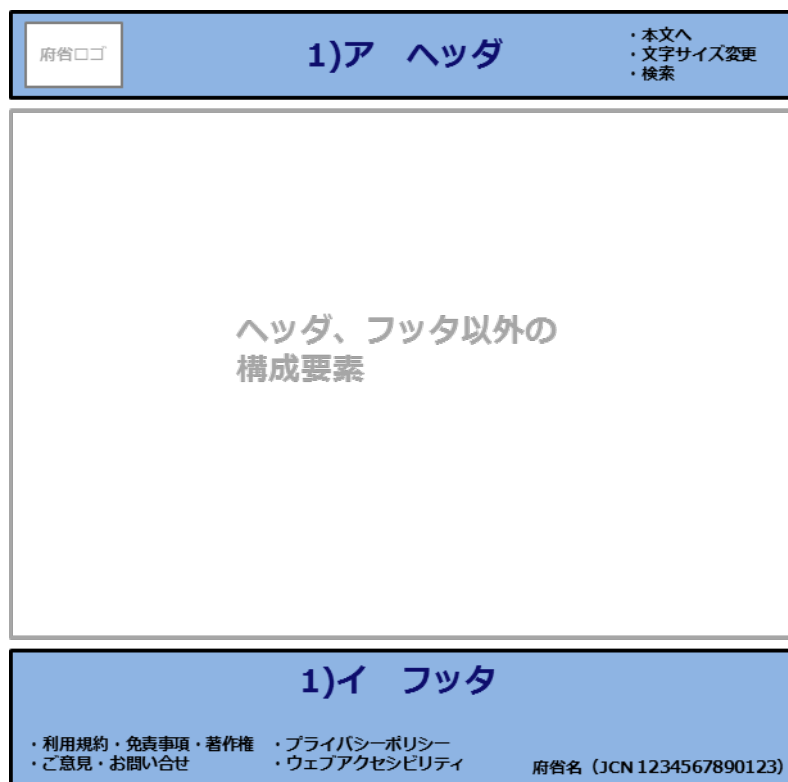 府省ロゴ
1)ア　ヘッダ
・本文へ
・文字サイズ変更
・検索
ヘッダ、フッタ以外の
構成要素
1)イ　フッタ
・利用規約・免責事項・著作権　・プライバシーポリシー
・ご意見・お問い合せ　・ウェブアクセシビリティ
府省名（JCN 1234567890123）